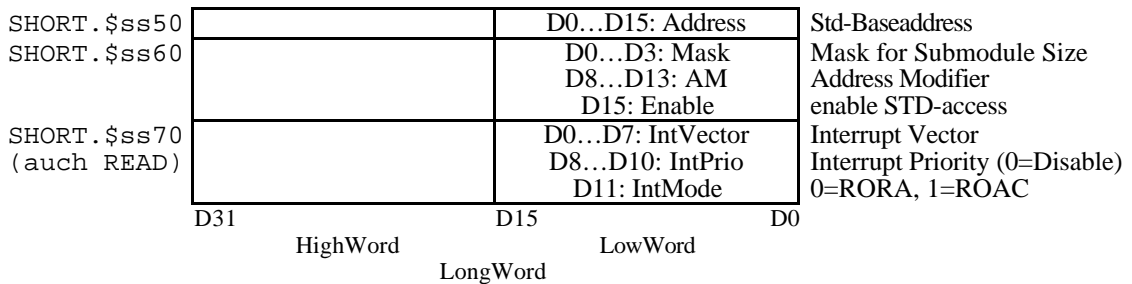 SHORT.$ss50 D0…D15: Address Std-Baseaddress
SHORT.$ss60 D0…D3: Mask Mask for Submodule Size
D8…D13: AM Address Modifier
D15: Enable enable STD-access
SHORT.$ss70 D0…D7: IntVector Interrupt Vector
(auch READ) D8…D10: IntPrio Interrupt Priority (0=Disable)
D11: IntMode 0=RORA, 1=ROAC
D31 D15 D0
HighWord LowWord
LongWord